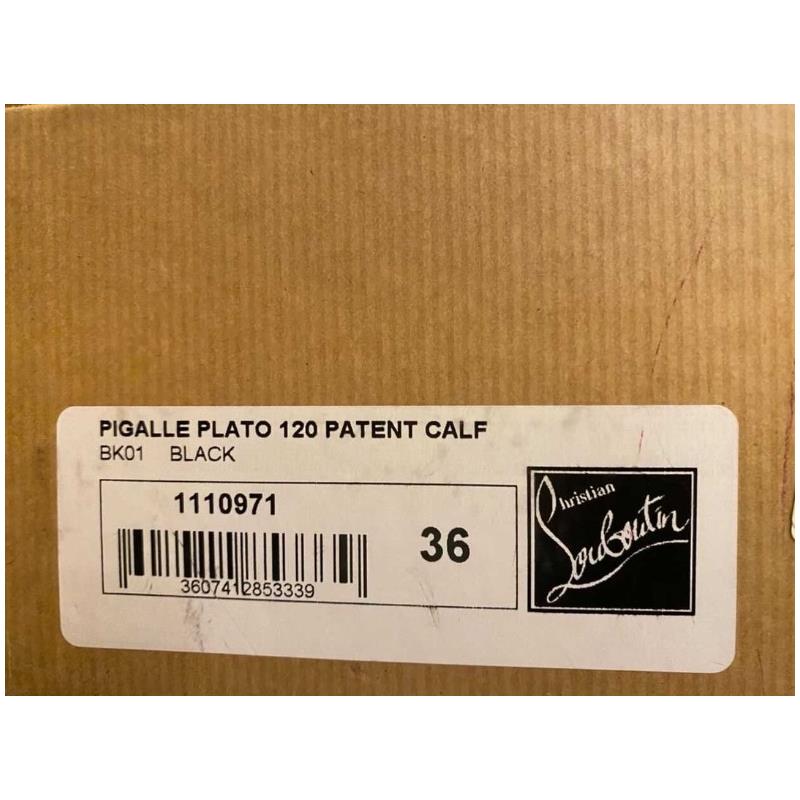 PIGALLE PLATO 120 PATENT CALF
BK01 BLACK
1110971
36
3607412853339
Christian
Louboutin